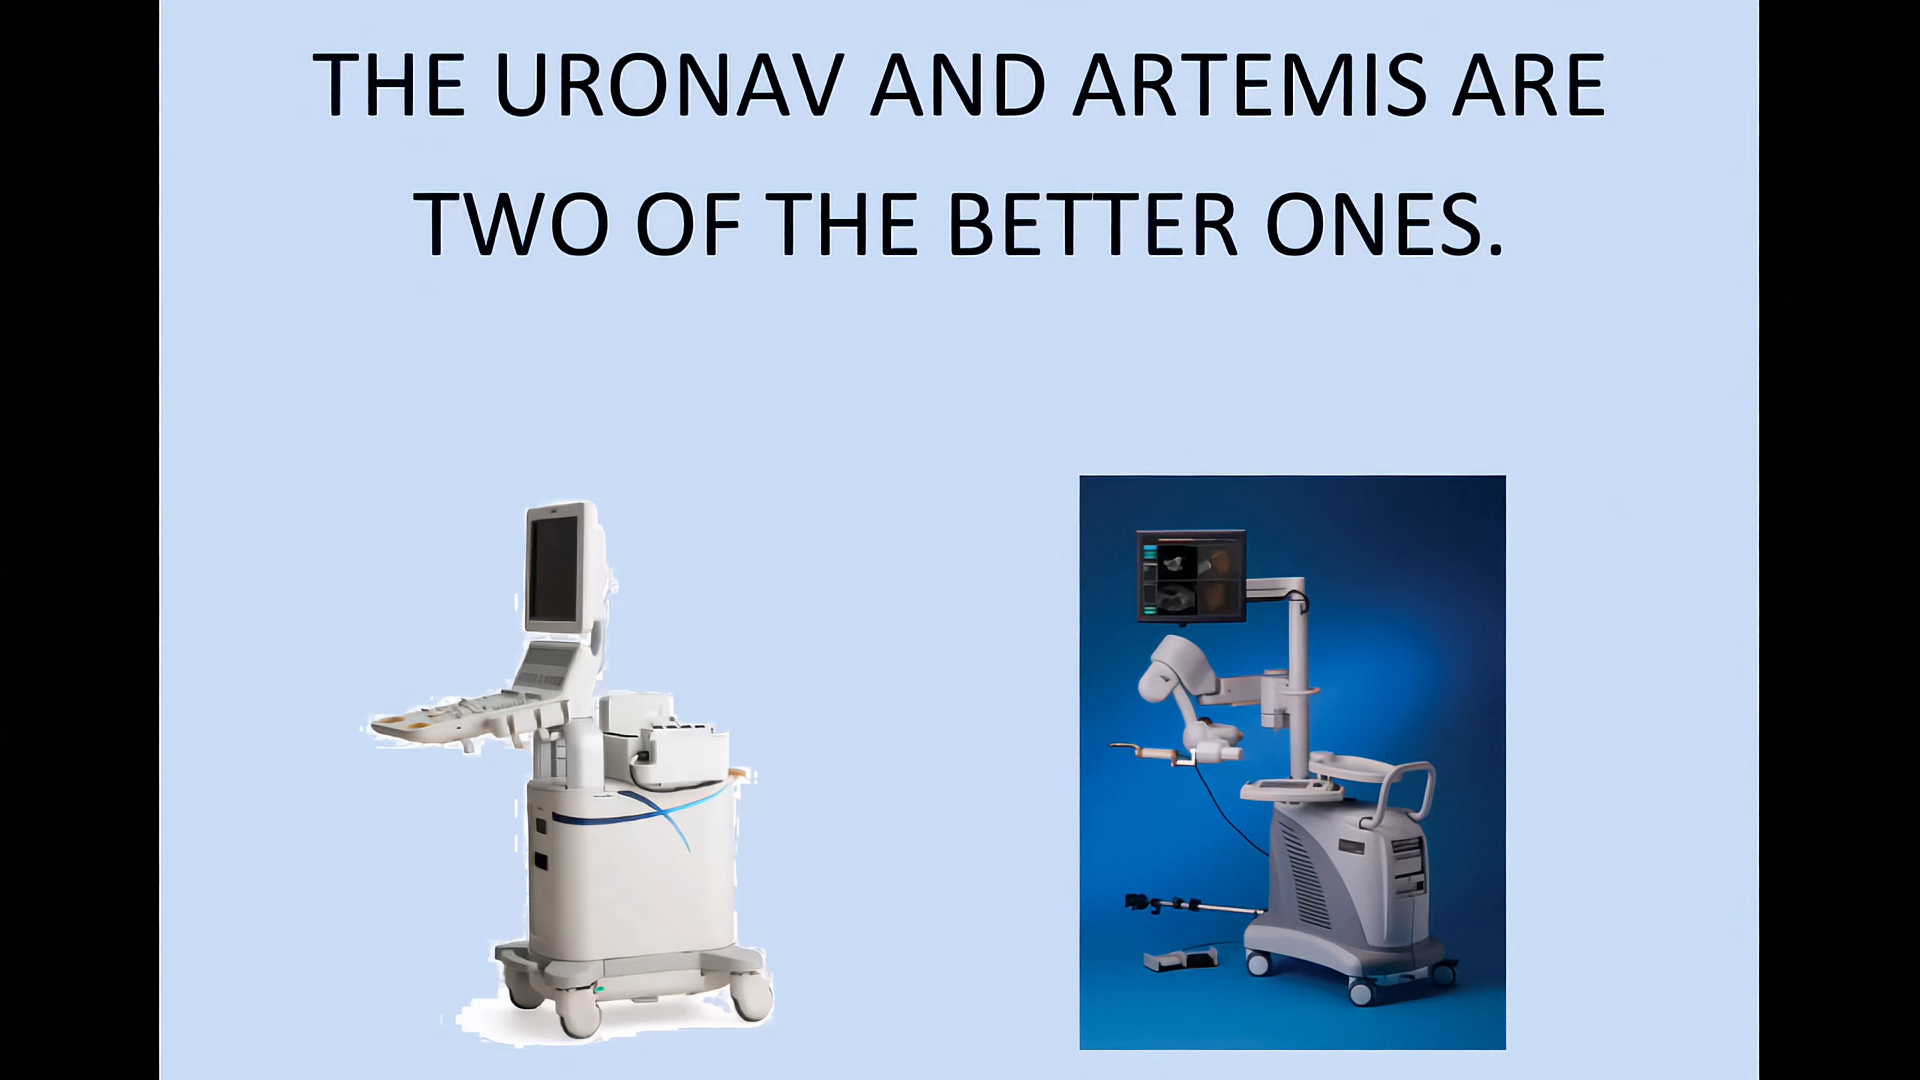 THE URONAV AND ARTEMIS ARE
TWO OF THE BETTER ONES.